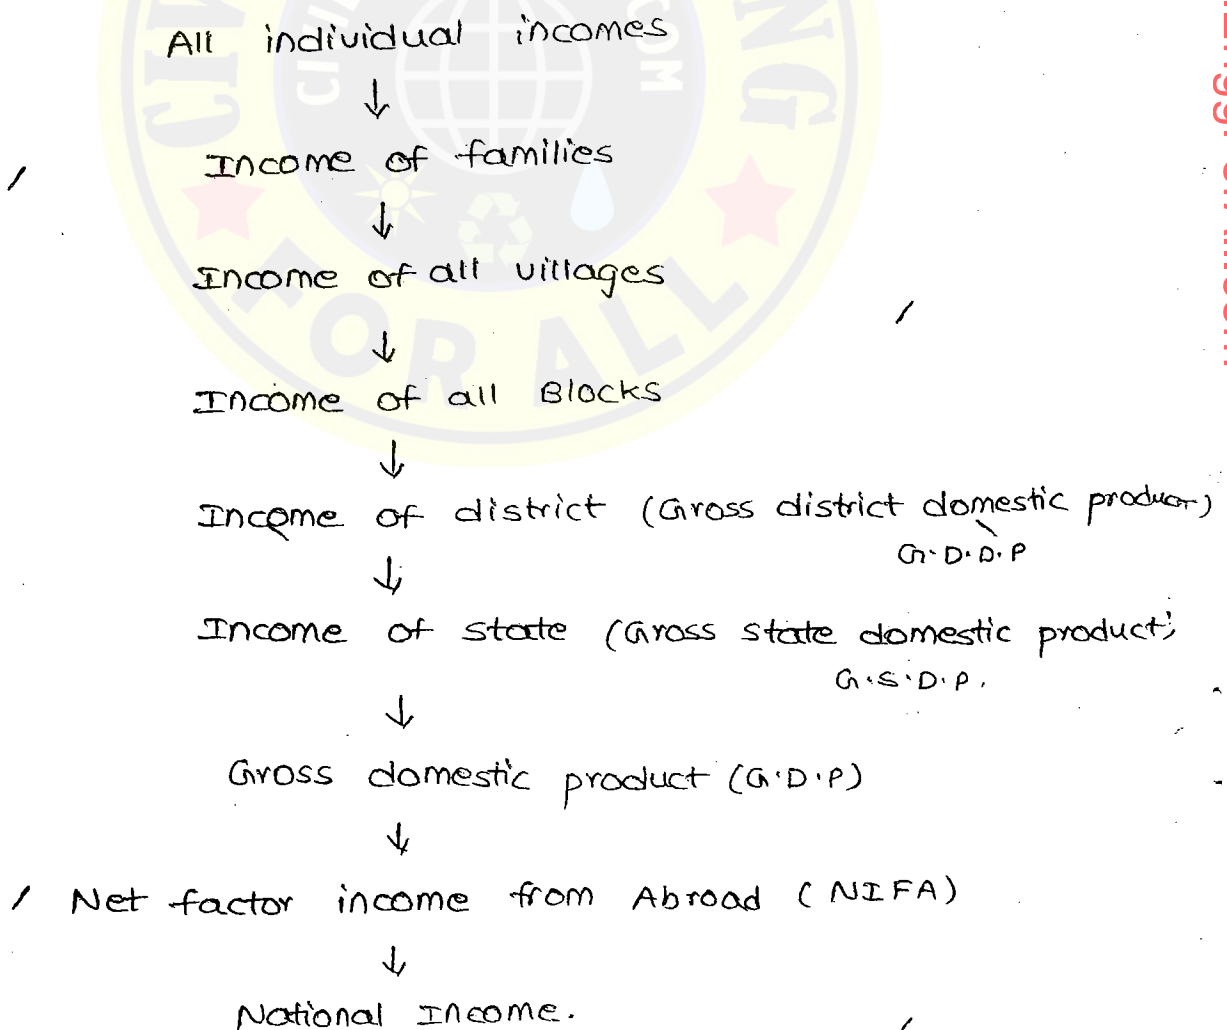 All individual incomes
↓
Income of families
↓
Income of all villages
↓
Income of all Blocks
↓
Income of district (Gross district domestic product)
G.D.D.P
↓
Income of state (Gross state domestic product)
G.S.D.P.
↓
Gross domestic product (G.D.P)
↓
Net factor income from Abroad (NIFA)
↓
National Income.
FOR ALL